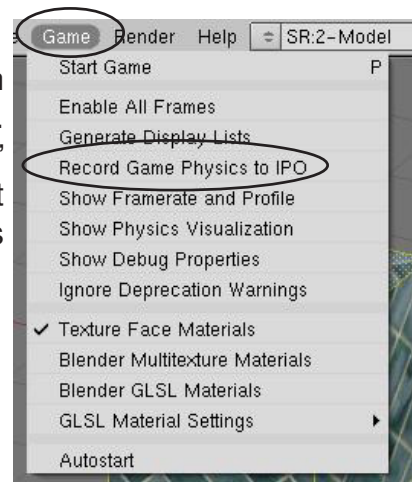 Game Render Help SR:2-Model
Start Game P
Enable All Frames
Generate Display Lists
Record Game Physics to IPO
Show Framerate and Profile
Show Physics Visualization
Show Debug Properties
Ignore Deprecation Warnings
Texture Face Materials
Blender Multitexture Materials
Blender GLSL Materials
GLSL Material Settings
Autostart